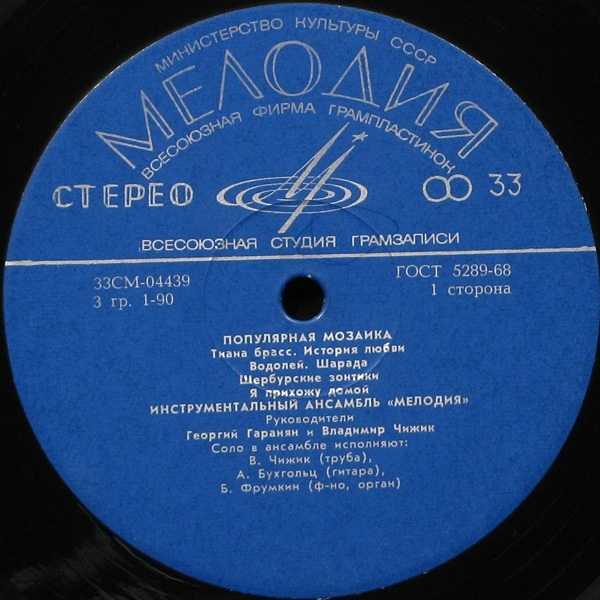 МИНИСТЕРСТВО КУЛЬТУРЫ СССР
МЕЛОДИЯ
ВСЕСОЮЗНАЯ ФИРМА ГРАМПЛАСТИНОК
СТЕРЕО
33
ВСЕСОЮЗНАЯ СТУДИЯ ГРАМЗАПИСИ
33СМ-04439
ГОСТ 5289-68
3 гр. 1-90
1 сторона
ПОПУЛЯРНАЯ МОЗАИКА
Тиана брасс. История любви
Водолей. Шарада
Шербурские зонтики
Я прихожу домой
ИНСТРУМЕНТАЛЬНЫЙ АНСАМБЛЬ «МЕЛОДИЯ»
Руководители
Георгий Гаранян и Владимир Чижик
Соло в ансамбле исполняют:
В. Чижик (труба),
А. Бухгольц (гитара),
Б. Фрумкин (ф-но, орган)